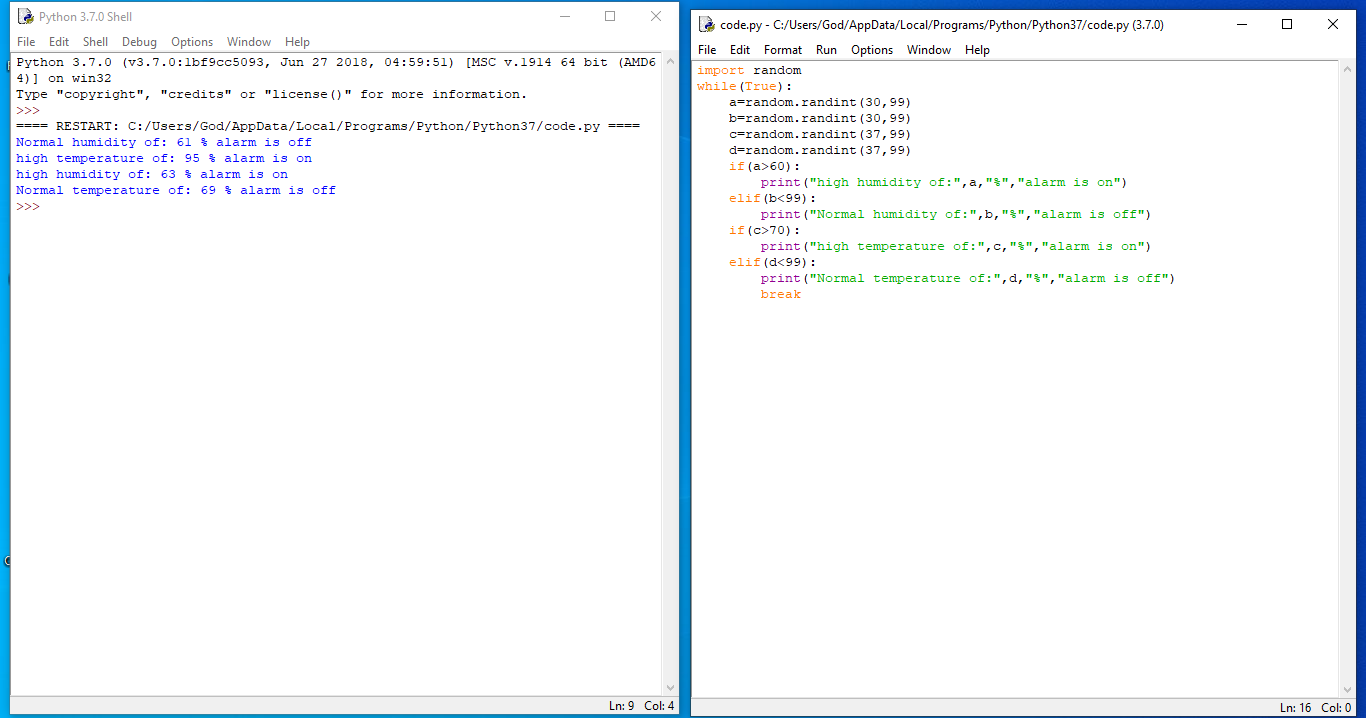 Python 3.7.0 Shell
File Edit Shell Debug Options Window Help
Python 3.7.0 (v3.7.0:1bf9cc5093, Jun 27 2018, 04:59:51) [MSC v.1914 64 bit (AMD6
4)] on win32
Type "copyright", "credits" or "license()" for more information.
>>>
==== RESTART: C:/Users/God/AppData/Local/Programs/Python/Python37/code.py ====
Normal humidity of: 61 % alarm is off
high temperature of: 95 % alarm is on
high humidity of: 63 % alarm is on
Normal temperature of: 69 % alarm is off
>>>
Ln: 9 Col: 4
code.py - C:/Users/God/AppData/Local/Programs/Python/Python37/code.py (3.7.0)
File Edit Format Run Options Window Help
import random
while(True):
    a=random.randint(30,99)
    b=random.randint(30,99)
    c=random.randint(37,99)
    d=random.randint(37,99)
    if(a>60):
        print("high humidity of:",a,"%","alarm is on")
    elif(b<99):
        print("Normal humidity of:",b,"%","alarm is off")
    if(c>70):
        print("high temperature of:",c,"%","alarm is on")
    elif(d<99):
        print("Normal temperature of:",d,"%","alarm is off")
        break
Ln: 16 Col: 0